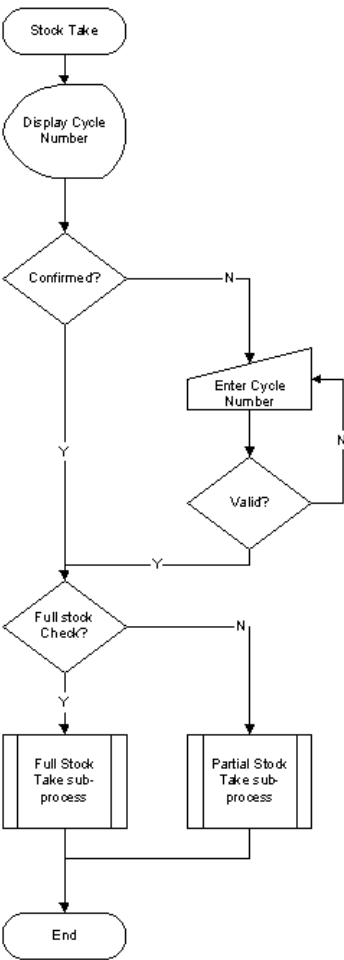 Stock Take
Display Cycle
Number
Confirmed?
N
Enter Cycle
Number
N
Y
Valid?
Y
Full stock
Check?
N
Y
Full Stock
Take sub-
process
Partial Stock
Take sub-
process
End